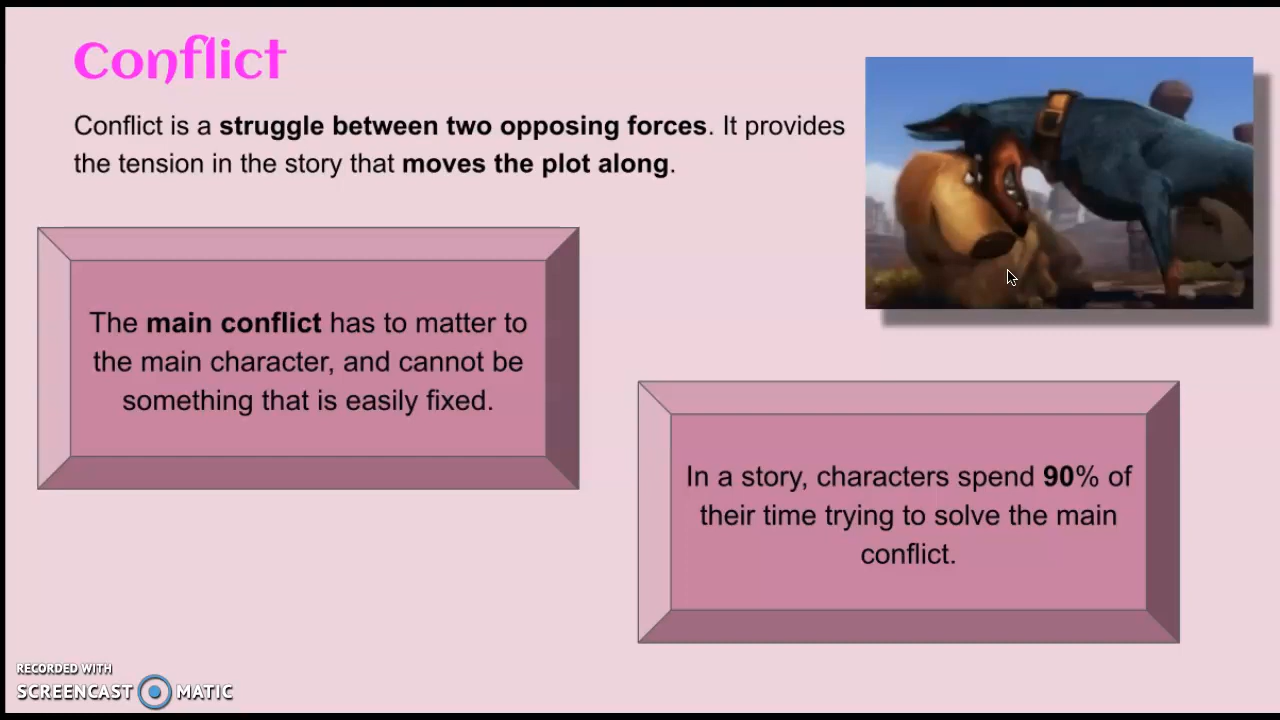 Conflict
Conflict is a struggle between two opposing forces. It provides
the tension in the story that moves the plot along.
The main conflict has to matter to
the main character, and cannot be
something that is easily fixed.
In a story, characters spend 90% of
their time trying to solve the main
conflict.
RECORDED WITH
SCREENCAST MATIC